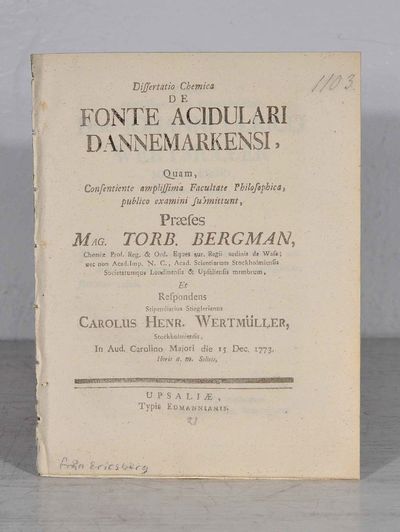 Dissertatio Chemica
1103.
DE
FONTE ACIDULARI
DANNEMARKENSI,
Quam,
Consentiente amplissima Facultate Philosophica,
publico examini submittunt,
Præses
MAG. TORB. BERGMAN,
Chemiæ Prof. Reg. & Ord. Eques aur. Regii ordinis de Wasa;
nec non Acad. Imp. N. C., Acad. Scientiarum Stockholmensis
Societatumque Londinensis & Upsaliensis membrum,
Et
Respondens
Stipendiarius Stieglerianus
CAROLUS HENR. WERTMÜLLER,
Stockholmiensis,
In Aud. Carolino Majori die 15 Dec. 1773.
Horis a. m. Solitis,
UPSALIÆ,
Typis EDMANNIANIS.
från Ericsberg